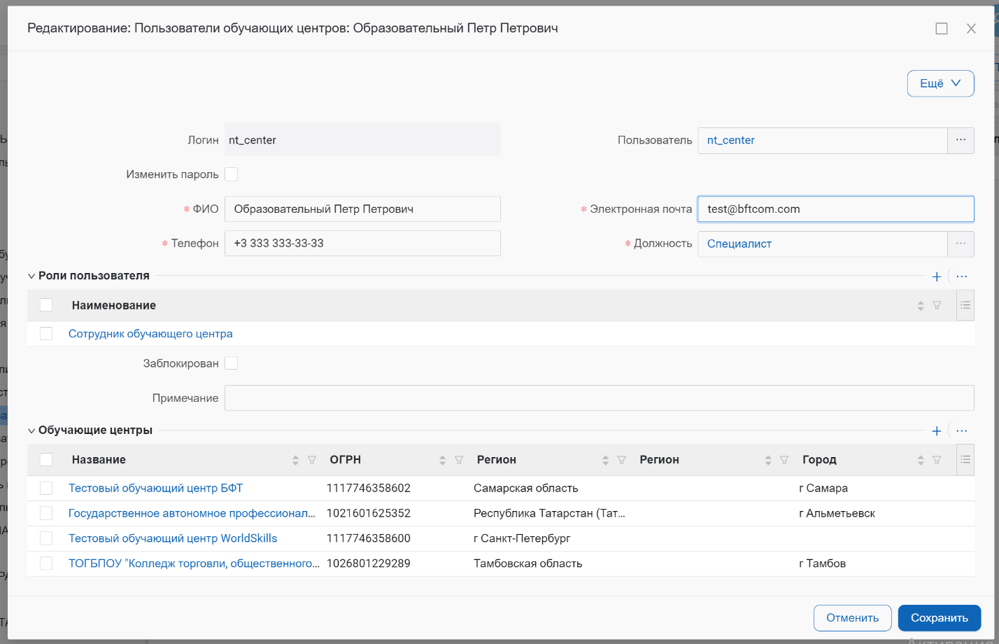 Редактирование: Пользователи обучающих центров: Образовательный Петр Петрович
Ещё
Логин nt_center Пользователь nt_center ...
Изменить пароль
* ФИО Образовательный Петр Петрович * Электронная почта test@bftcom.com
* Телефон +3 333 333-33-33 * Должность Специалист ...
Роли пользователя + ...
Наименование
Сотрудник обучающего центра
Заблокирован
Примечание
Обучающие центры + ...
Название ОГРН Регион Регион Город
Тестовый обучающий центр БФТ 1117746358602 Самарская область г Самара
Государственное автономное профессионал... 1021601625352 Республика Татарстан (Тат... г Альметьевск
Тестовый обучающий центр WorldSkills 1117746358600 г Санкт-Петербург
ТОГБПОУ "Колледж торговли, общественного... 1026801229289 Тамбовская область г Тамбов
Отменить Сохранить